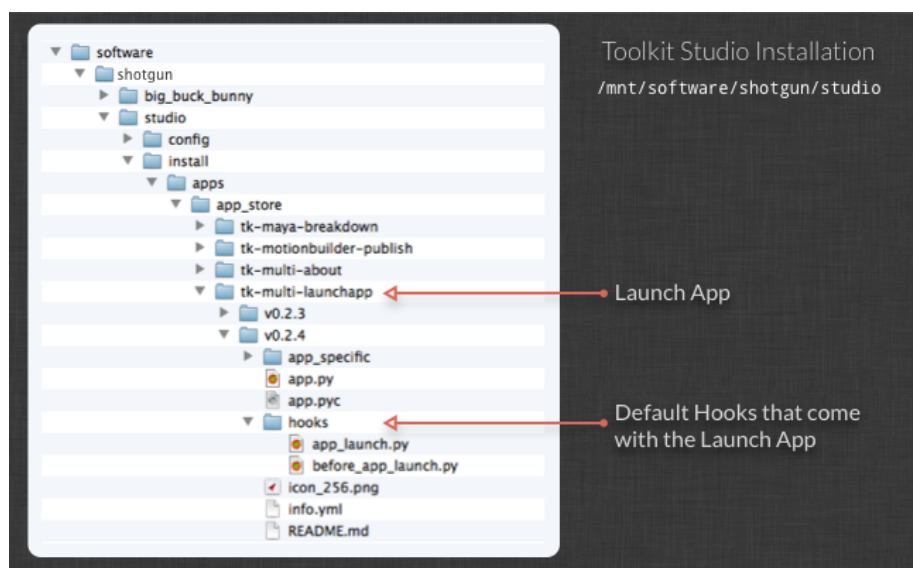 software
shotgun
big_buck_bunny
studio
config
install
apps
app_store
tk-maya-breakdown
tk-motionbuilder-publish
tk-multi-about
tk-multi-launchapp
v0.2.3
v0.2.4
app_specific
app.py
app.pyc
hooks
app_launch.py
before_app_launch.py
icon_256.png
info.yml
README.md
Toolkit Studio Installation
/mnt/software/shotgun/studio
Launch App
Default Hooks that come
with the Launch App